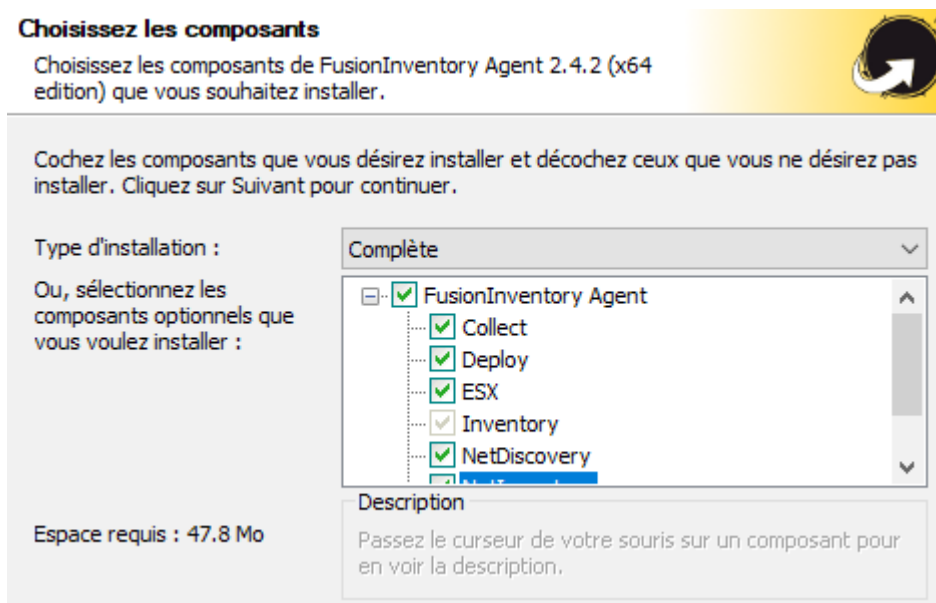 Choisissez les composants
Choisissez les composants de FusionInventory Agent 2.4.2 (x64
edition) que vous souhaitez installer.
Cochez les composants que vous désirez installer et décochez ceux que vous ne désirez pas
installer. Cliquez sur Suivant pour continuer.
Type d'installation :
Complète
Ou, sélectionnez les
composants optionnels que
vous voulez installer :
FusionInventory Agent
Collect
Deploy
ESX
Inventory
NetDiscovery
Espace requis : 47.8 Mo
Description
Passez le curseur de votre souris sur un composant pour
en voir la description.